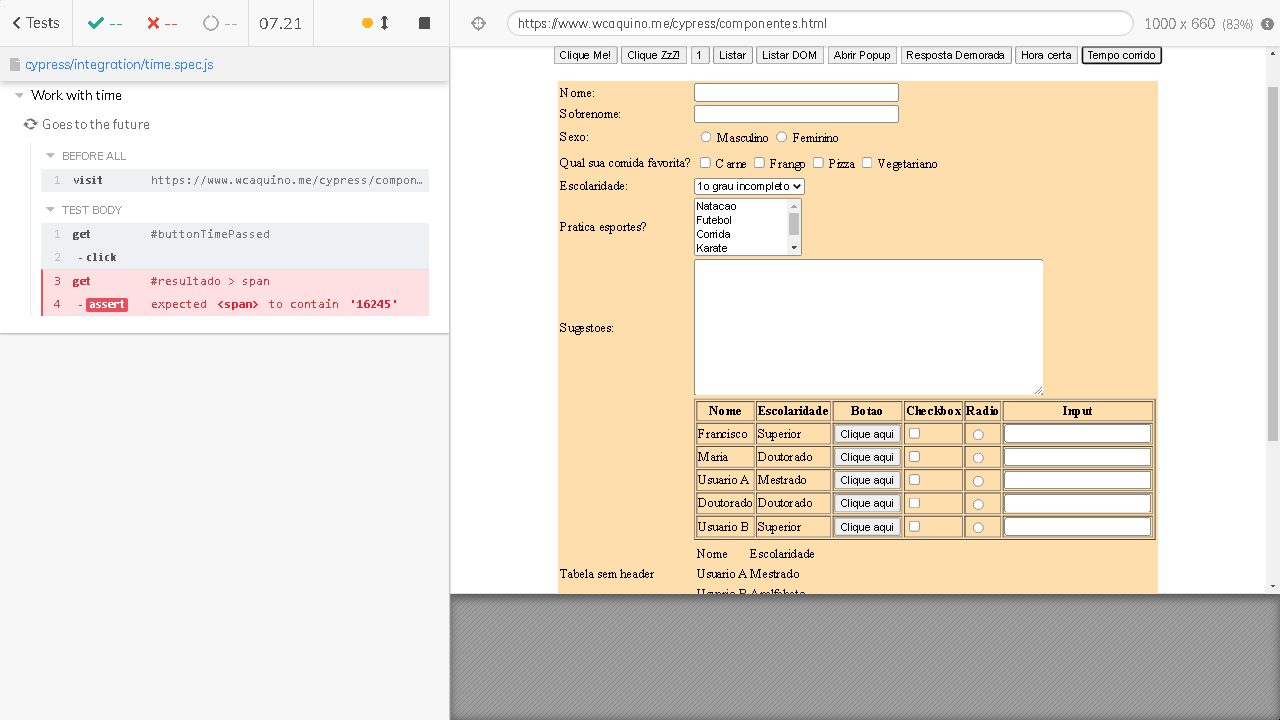 Tests
--
--
--
07.21
https://www.wcaquino.me/cypress/componentes.html
1000 x 660 (83%)
cypress/integration/time.spec.js
Work with time
Goes to the future
BEFORE ALL
1 visit https://www.wcaquino.me/cypress/compon…
TEST BODY
1 get #buttonTimePassed
2 -click
3 get #resultado > span
4 -assert expected <span> to contain '16245'
Clique Me! Clique ZzZ! 1 Listar Listar DOM Abrir Popup Resposta Demorada Hora certa Tempo corrido
Nome:
Sobrenome:
Sexo: Masculino Feminino
Qual sua comida favorita? Carne Frango Pizza Vegetariano
Escolaridade: 1o grau incompleto
Pratica esportes?
Natacao
Futebol
Corrida
Karate
Sugestoes:
Nome Escolaridade Botao Checkbox Radio Input
Francisco Superior Clique aqui
Maria Doutorado Clique aqui
Usuario A Mestrado Clique aqui
Doutorado Doutorado Clique aqui
Usuario B Superior Clique aqui
Tabela sem header
Nome Escolaridade
Usuario A Mestrado
Usuario B